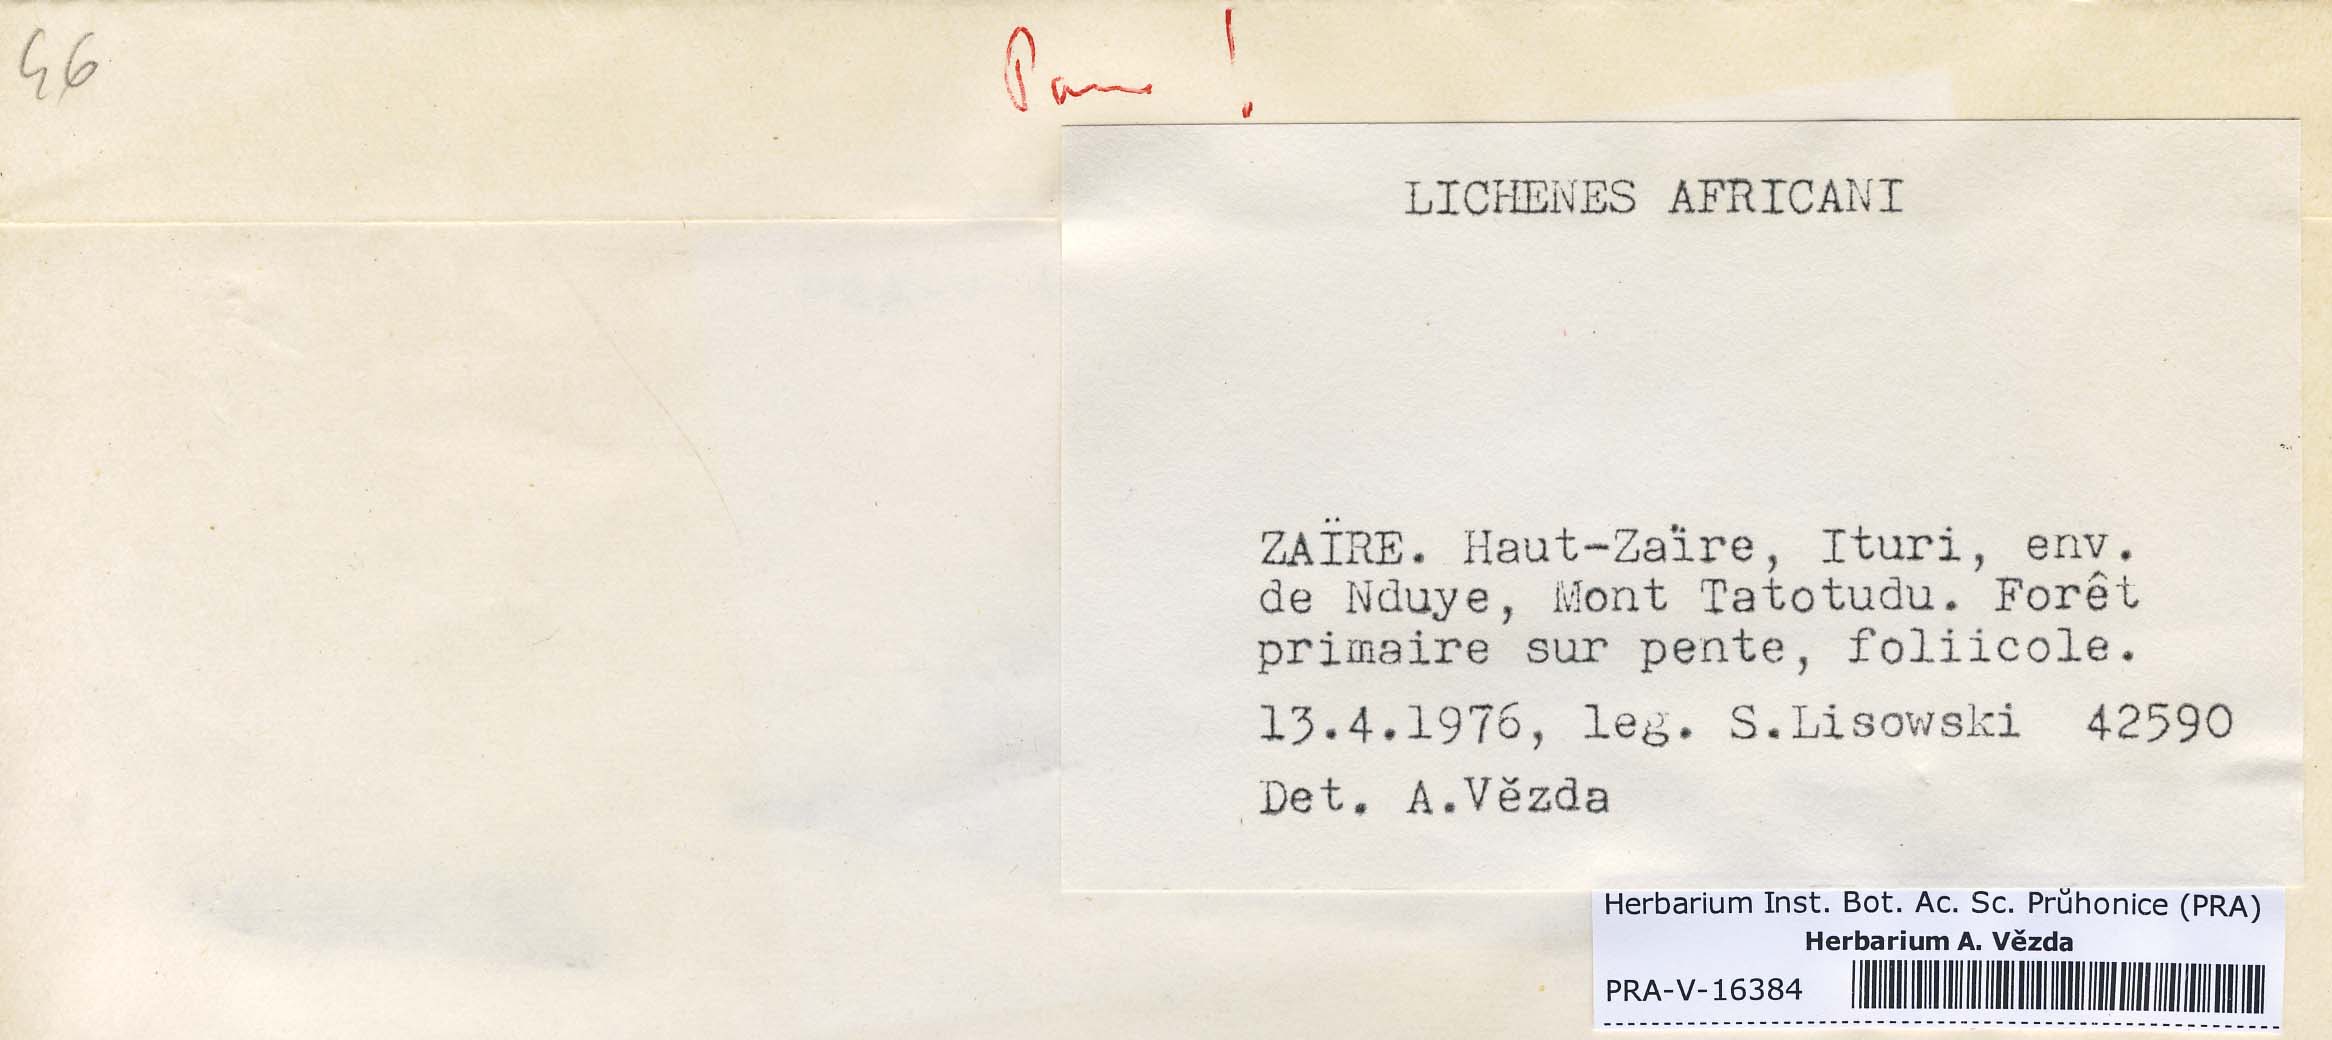 46
!
LICHENES AFRICANI
ZAÏRE. Haut-Zaïre, Ituri, env.
de Nduye, Mont Tatotudu. Forêt
primaire sur pente, foliicole.
13.4.1976, leg. S.Lisowski 42590
Det. A.Vězda
Herbarium Inst. Bot. Ac. Sc. Průhonice (PRA)
Herbarium A. Vězda
PRA-V-16384